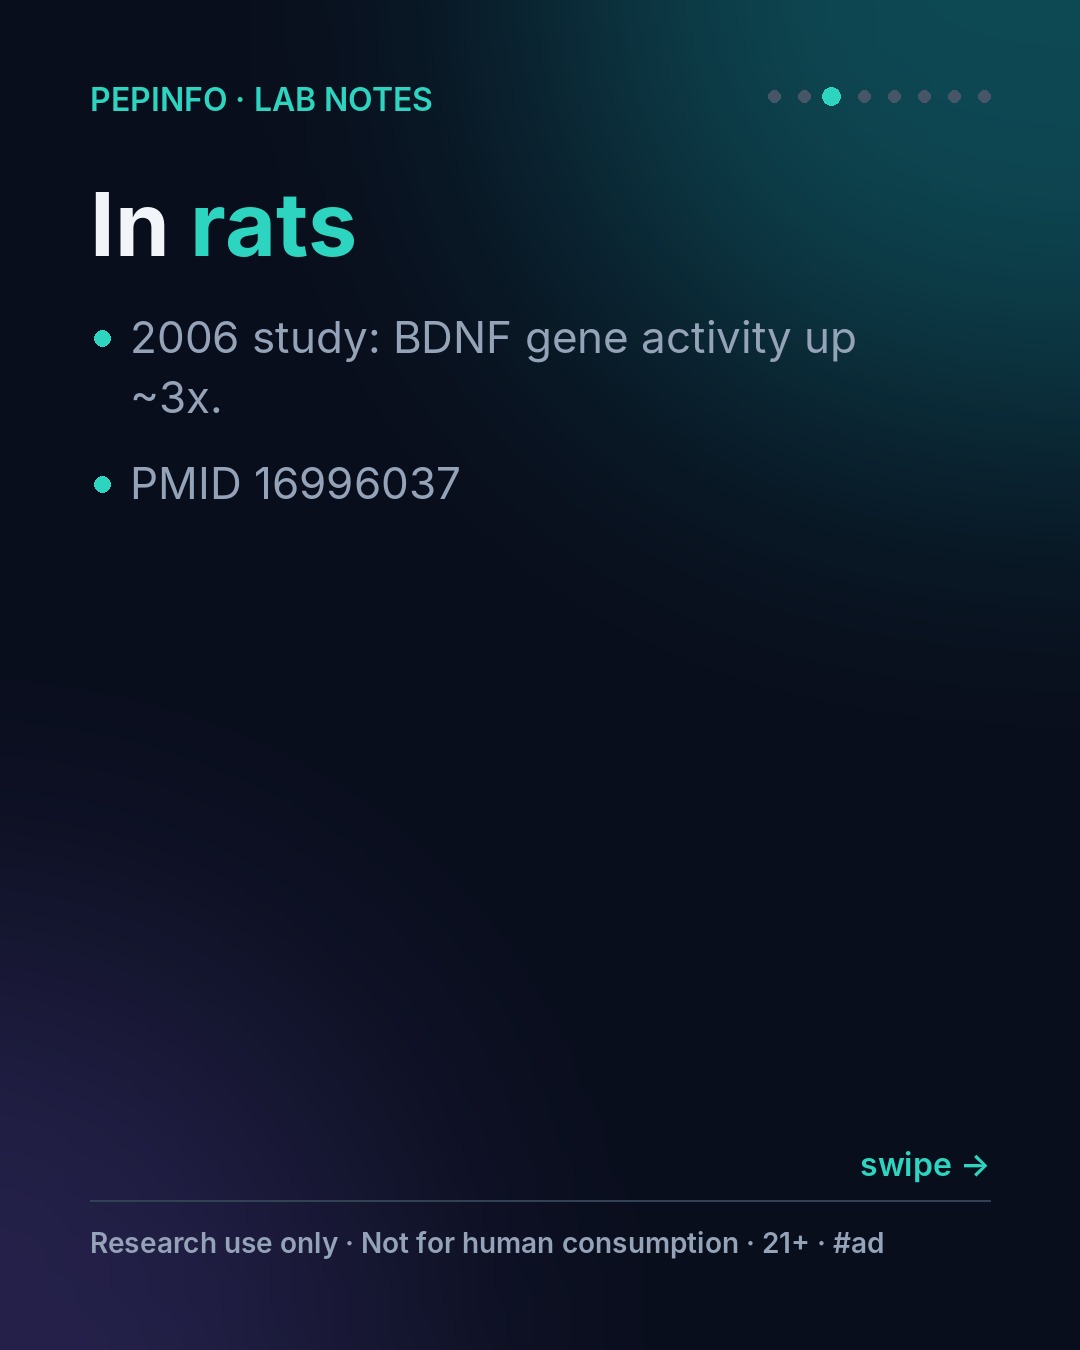 PEPINFO · LAB NOTES
In rats
2006 study: BDNF gene activity up
~3x.
PMID 16996037
swipe →
Research use only · Not for human consumption · 21+ · #ad